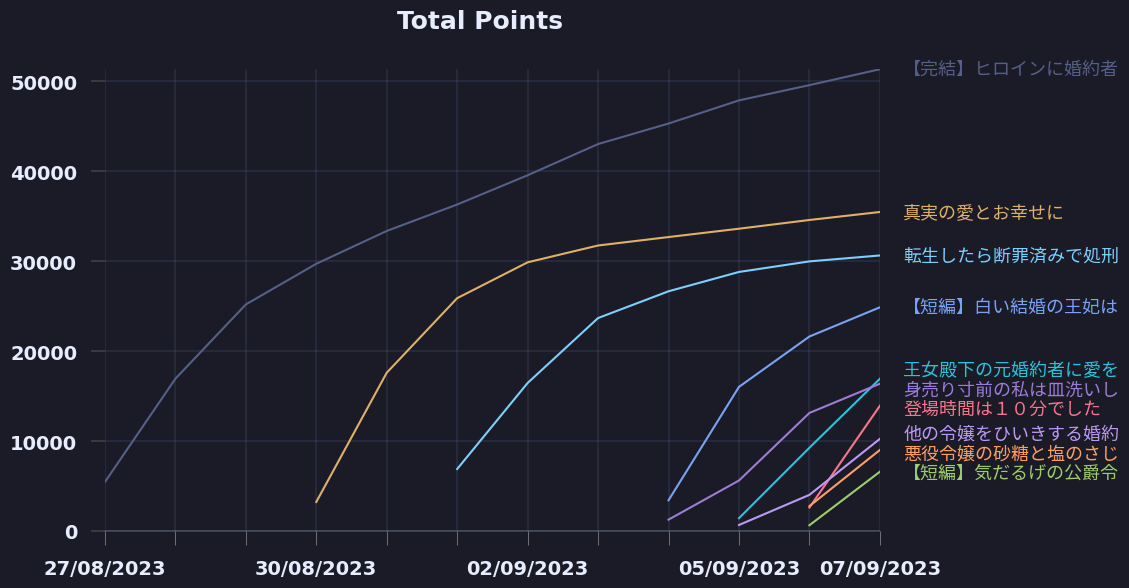 Total Points
50000
40000
30000
20000
10000
0
27/08/2023
30/08/2023
02/09/2023
05/09/2023
07/09/2023
【完結】ヒロインに婚約者
真実の愛とお幸せに
転生したら断罪済みで処刑
【短編】白い結婚の王妃は
王女殿下の元婚約者に愛を
身売り寸前の私は皿洗いし
登場時間は１０分でした
他の令嬢をひいきする婚約
悪役令嬢の砂糖と塩のさじ
【短編】気だるげの公爵令